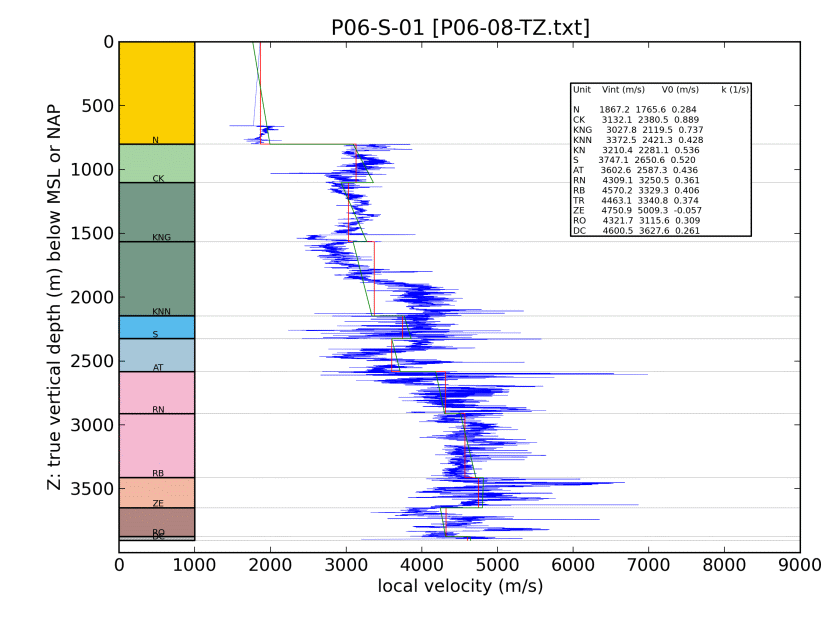 P06-S-01 [P06-08-TZ.txt]
Z: true vertical depth (m) below MSL or NAP
0
500
1000
1500
2000
2500
3000
3500
N
CK
KNG
KNN
S
AT
RN
RB
ZE
RO
DC
Unit Vint (m/s) V0 (m/s) k (1/s)
N 1867.2 1765.6 0.284
CK 3132.1 2380.5 0.889
KNG 3027.8 2119.5 0.737
KNN 3372.5 2421.3 0.428
KN 3210.4 2281.1 0.536
S 3747.1 2650.6 0.520
AT 3602.6 2587.3 0.436
RN 4309.1 3250.5 0.361
RB 4570.2 3329.3 0.406
TR 4463.1 3340.8 0.374
ZE 4750.9 5009.3 -0.057
RO 4321.7 3115.6 0.309
DC 4600.5 3627.6 0.261
0 1000 2000 3000 4000 5000 6000 7000 8000 9000
local velocity (m/s)